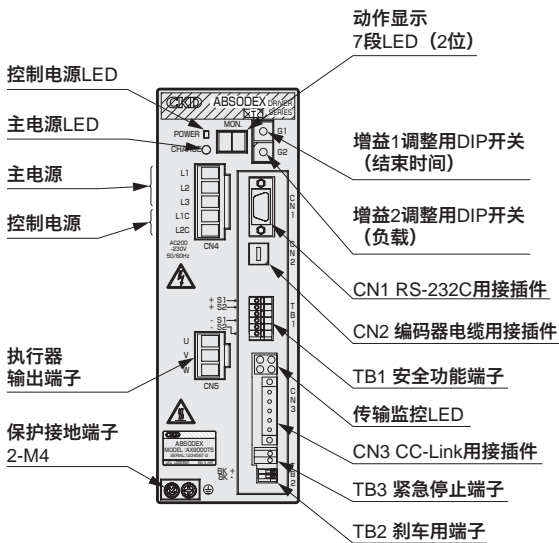 动作显示
7段LED（2位）
控制电源LED
主电源LED
主电源
控制电源
执行器
输出端子
保护接地端子
2-M4
CKD ABSODEX DRIVER
SERIES
MON.
POWER
CHARGE
G1
G2
L1
L2
L3
L1C
L2C
CN4
AC200
-230V
50/60Hz
CN1
CN2
+ S1
+ S2
- S1
- S2
TB1
U
V
W
CN5
CN3
CKD
ABSODEX
MODEL : AX9000TS
BK +
BK -
增益1调整用DIP开关
（结束时间）
增益2调整用DIP开关
（负载）
CN1 RS-232C用接插件
CN2 编码器电缆用接插件
TB1 安全功能端子
传输监控LED
CN3 CC-Link用接插件
TB3 紧急停止端子
TB2 刹车用端子